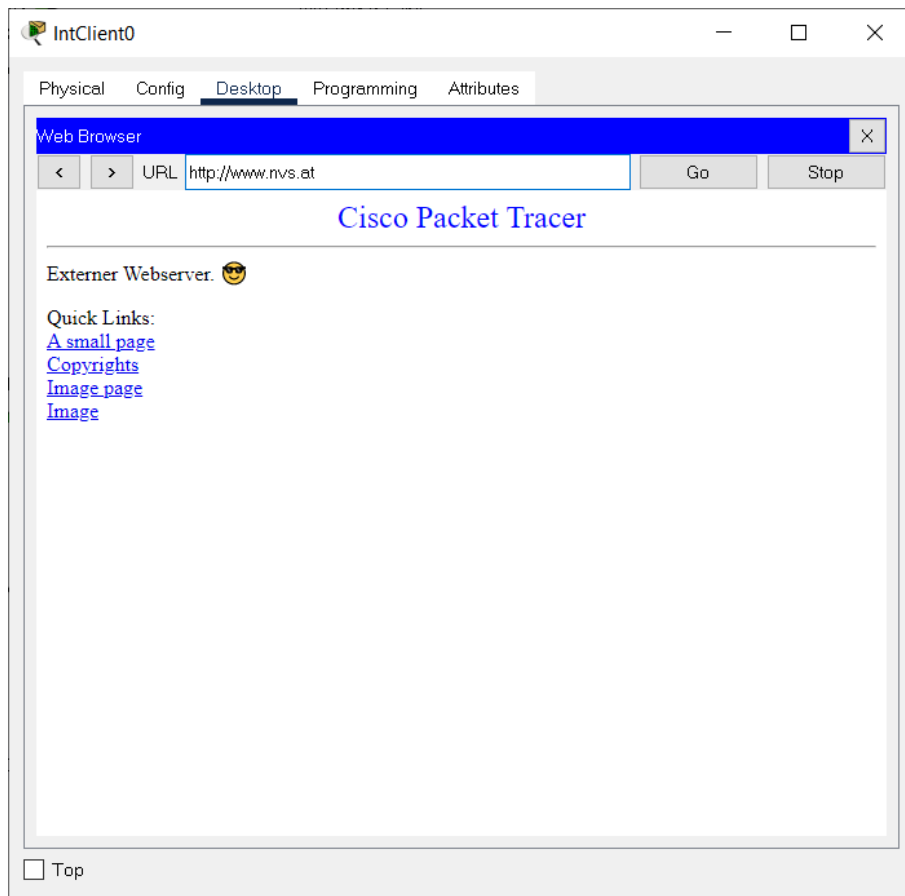 IntClient0
Physical Config Desktop Programming Attributes
Web Browser X
< > URL http://www.nvs.at Go Stop
Cisco Packet Tracer
Externer Webserver. 😎
Quick Links:
A small page
Copyrights
Image page
Image
Top